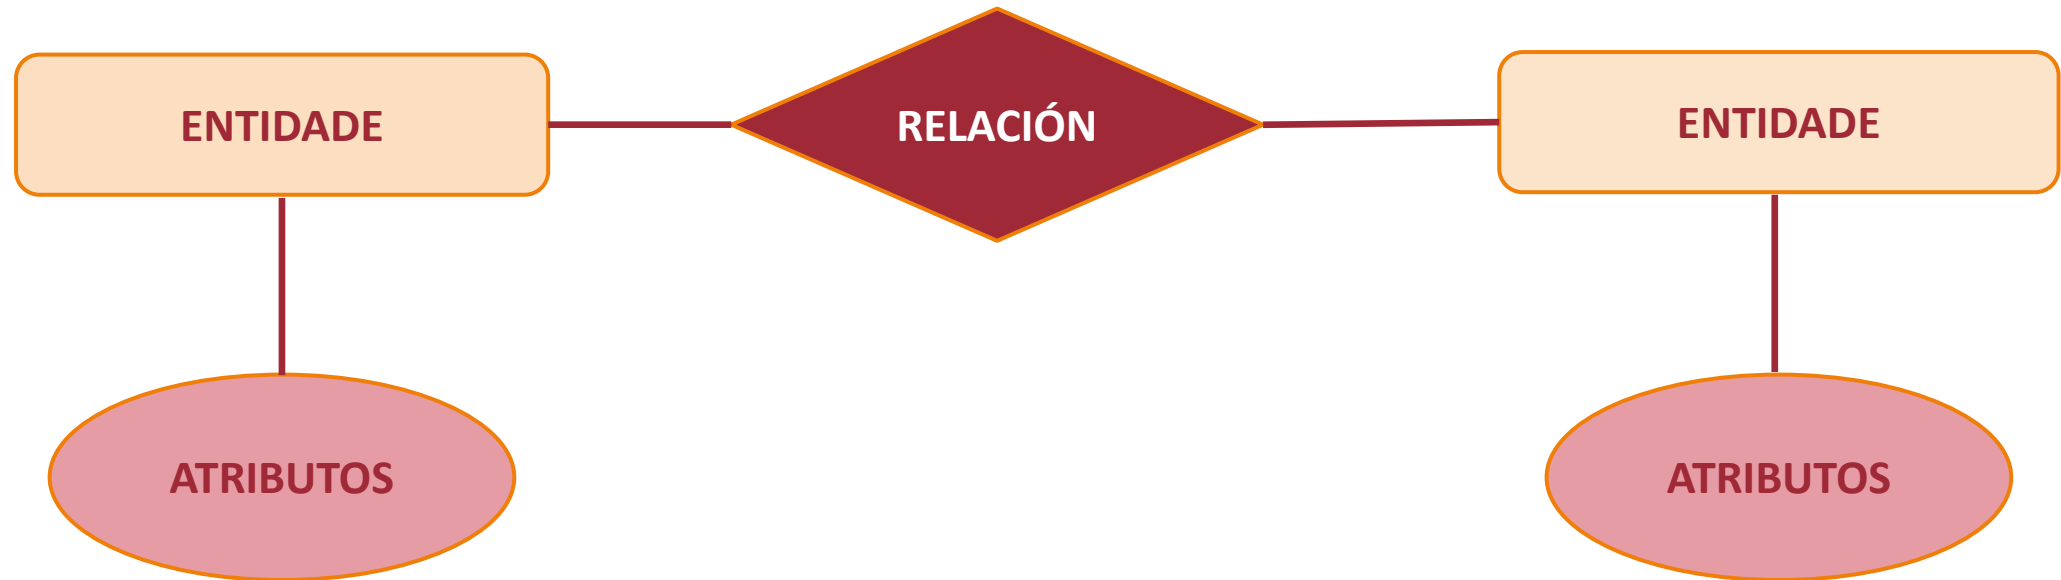 ENTIDADE
RELACIÓN
ENTIDADE
ATRIBUTOS
ATRIBUTOS